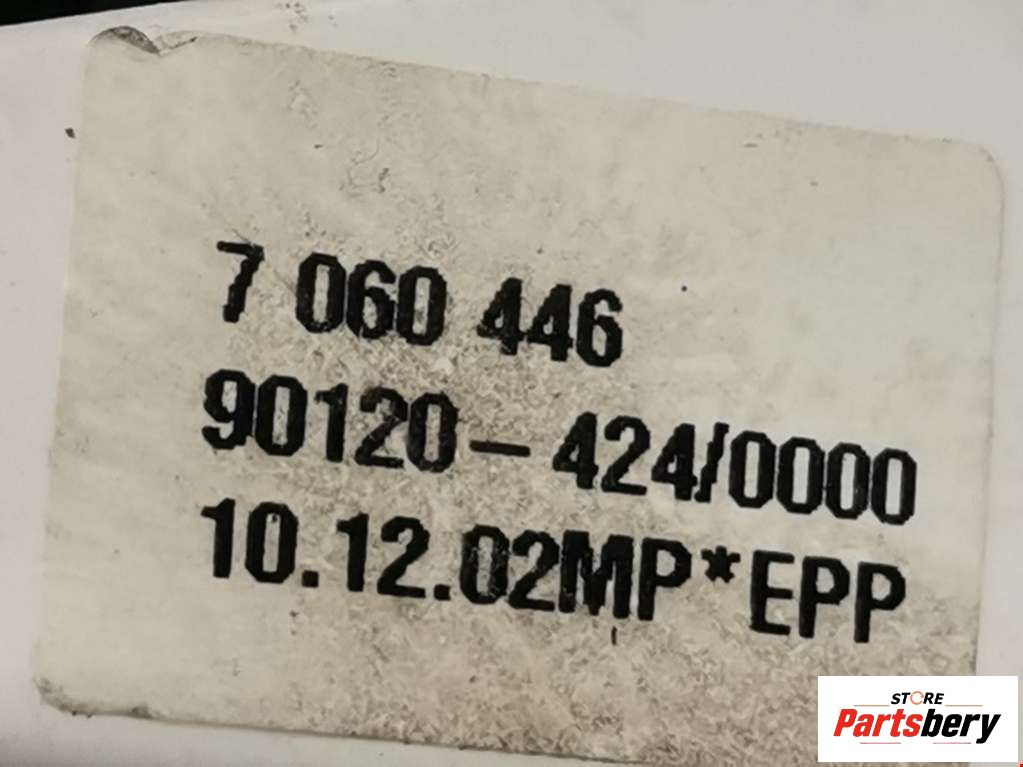 7 060 446
90120-424/0000
10.12.02MP*EPP
STORE
Partsbery